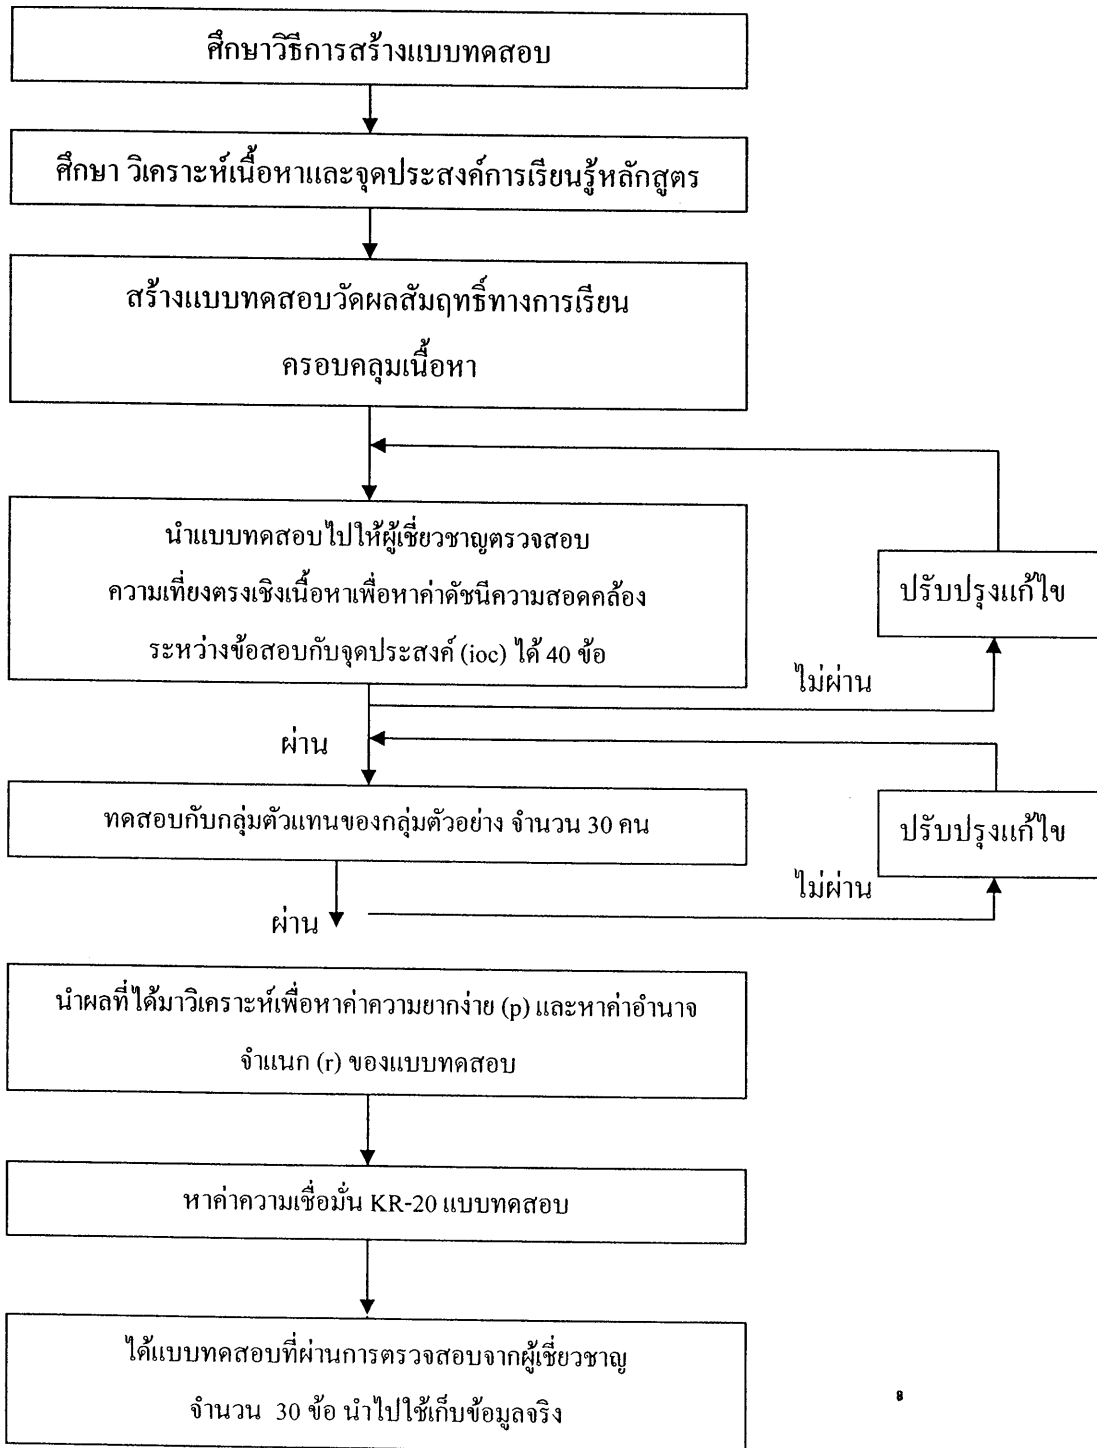 ศึกษาวิธีการสร้างแบบทดสอบ
ศึกษา วิเคราะห์เนื้อหาและจุดประสงค์การเรียนรู้หลักสูตร
สร้างแบบทดสอบวัดผลสัมฤทธิ์ทางการเรียน
ครอบคลุมเนื้อหา
นำแบบทดสอบไปให้ผู้เชี่ยวชาญตรวจสอบ
ความเที่ยงตรงเชิงเนื้อหาเพื่อหาค่าดัชนีความสอดคล้อง
ระหว่างข้อสอบกับจุดประสงค์ (ioc) ได้ 40 ข้อ
ปรับปรุงแก้ไข
ไม่ผ่าน
ผ่าน
ทดสอบกับกลุ่มตัวแทนของกลุ่มตัวอย่าง จำนวน 30 คน
ปรับปรุงแก้ไข
ไม่ผ่าน
ผ่าน
นำผลที่ได้มาวิเคราะห์เพื่อหาค่าความยากง่าย (p) และหาค่าอำนาจ
จำแนก (r) ของแบบทดสอบ
หาค่าความเชื่อมั่น KR-20 แบบทดสอบ
ได้แบบทดสอบที่ผ่านการตรวจสอบจากผู้เชี่ยวชาญ
จำนวน 30 ข้อ นำไปใช้เก็บข้อมูลจริง